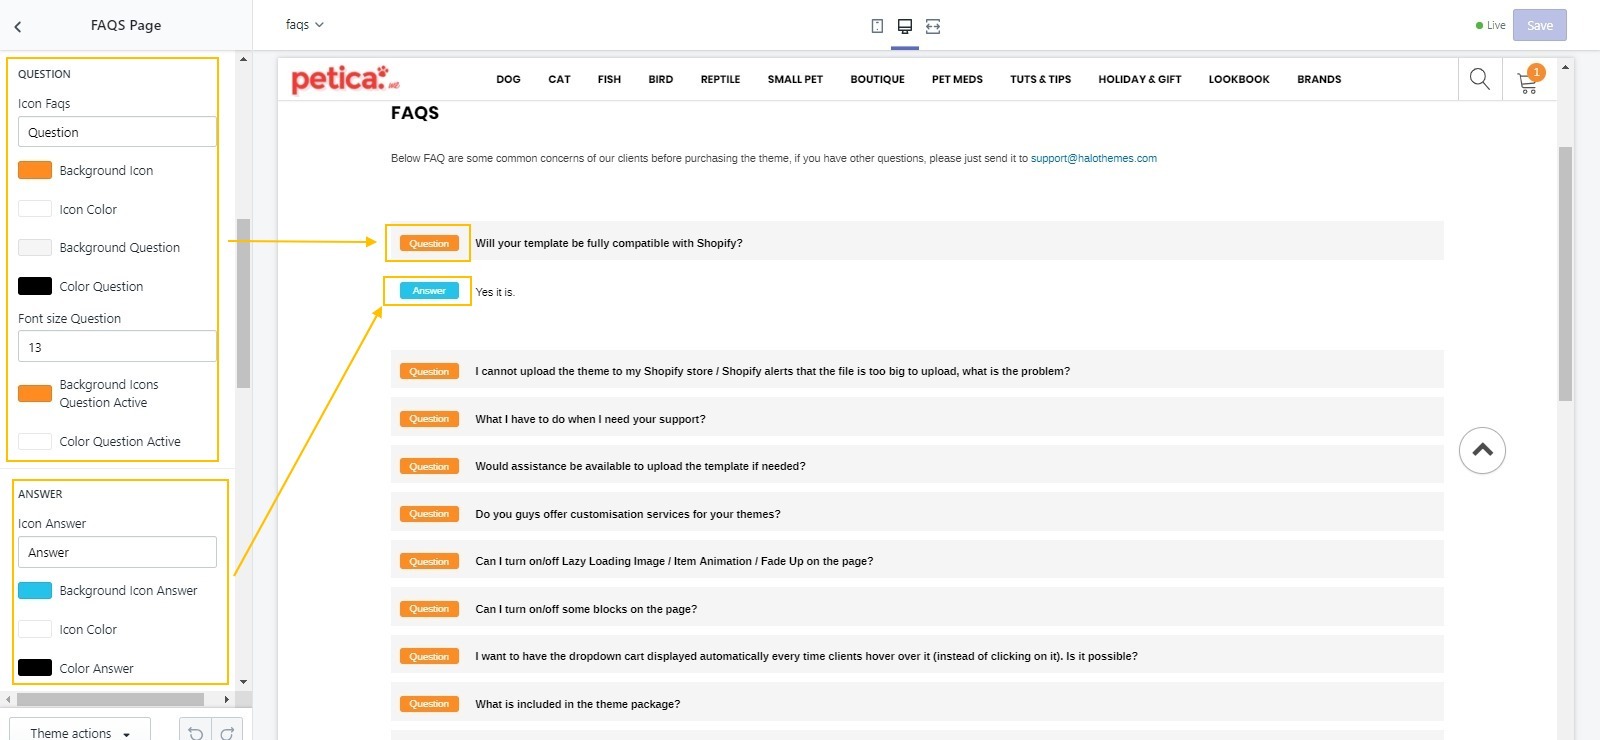 FAQS Page
faqs
Live
Save
QUESTION
Icon Faqs
Question
Background Icon
Icon Color
Background Question
Color Question
Font size Question
13
Background Icons
Question Active
Color Question Active
ANSWER
Icon Answer
Answer
Background Icon Answer
Icon Color
Color Answer
Theme actions
petica.
DOG CAT FISH BIRD REPTILE SMALL PET BOUTIQUE PET MEDS TUTS & TIPS HOLIDAY & GIFT LOOKBOOK BRANDS
1
FAQS
Below FAQ are some common concerns of our clients before purchasing the theme, if you have other questions, please just send it to support@halothemes.com
Question Will your template be fully compatible with Shopify?
Answer Yes it is.
Question I cannot upload the theme to my Shopify store / Shopify alerts that the file is too big to upload, what is the problem?
Question What I have to do when I need your support?
Question Would assistance be available to upload the template if needed?
Question Do you guys offer customisation services for your themes?
Question Can I turn on/off Lazy Loading Image / Item Animation / Fade Up on the page?
Question Can I turn on/off some blocks on the page?
Question I want to have the dropdown cart displayed automatically every time clients hover over it (instead of clicking on it). Is it possible?
Question What is included in the theme package?